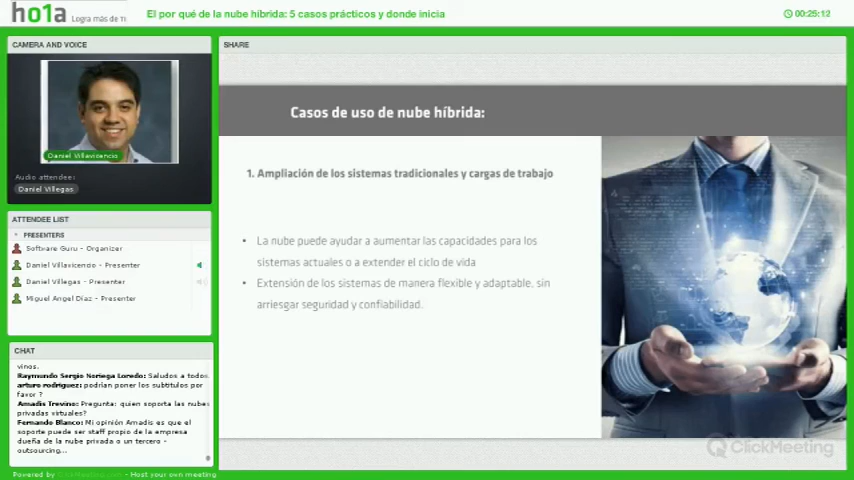 ho1a Logra más de TI
El por qué de la nube híbrida: 5 casos prácticos y donde inicia
00:25:12
CAMERA AND VOICE
Daniel Villavicencio
Audio attendee:
Daniel Villegas
ATTENDEE LIST
PRESENTERS
Software Guru - Organizer
Daniel Villavicencio - Presenter
Daniel Villegas - Presenter
Miguel Angel Diaz - Presenter
CHAT
vinos.
Raymundo Sergio Noriega Loredo: Saludos a todos
arturo rodriguez: podrían poner los subtitulos por
favor ?
Amadis Trevino: Pregunta: quien soporta las nubes
privadas virtuales?
Fernando Blanco: Mi opinión Amadis es que el
soporte puede ser staff propio de la empresa
dueña de la nube privada o un tercero -
outsourcing...
Powered by ClickMeeting.com - Host your own meeting
SHARE
Casos de uso de nube híbrida:
1. Ampliación de los sistemas tradicionales y cargas de trabajo
• La nube puede ayudar a aumentar las capacidades para los
sistemas actuales o a extender el ciclo de vida
• Extensión de los sistemas de manera flexible y adaptable, sin
arriesgar seguridad y confiabilidad.
ClickMeeting